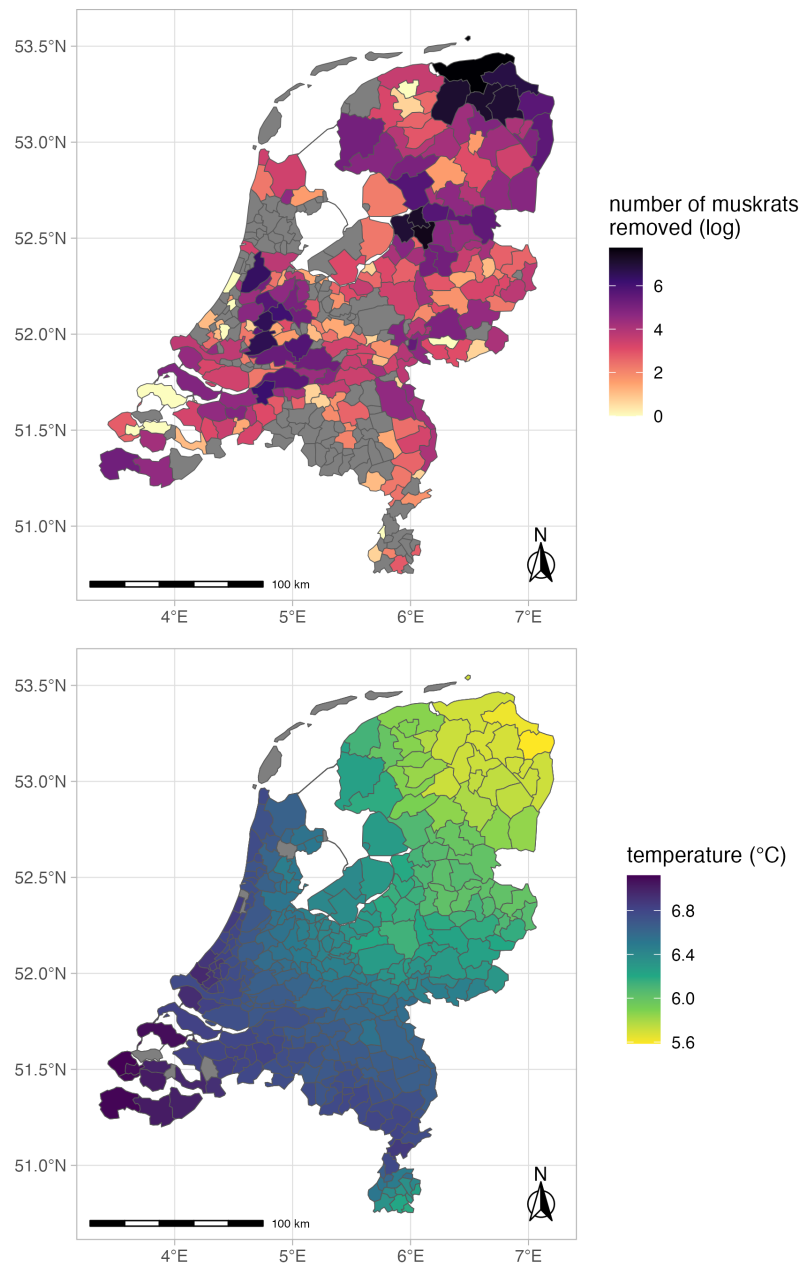 53.5°N
53.0°N
52.5°N
52.0°N
51.5°N
51.0°N
4°E
5°E
6°E
7°E
100 km
N
number of muskrats
removed (log)
6
4
2
0
53.5°N
53.0°N
52.5°N
52.0°N
51.5°N
51.0°N
4°E
5°E
6°E
7°E
100 km
N
temperature (°C)
6.8
6.4
6.0
5.6